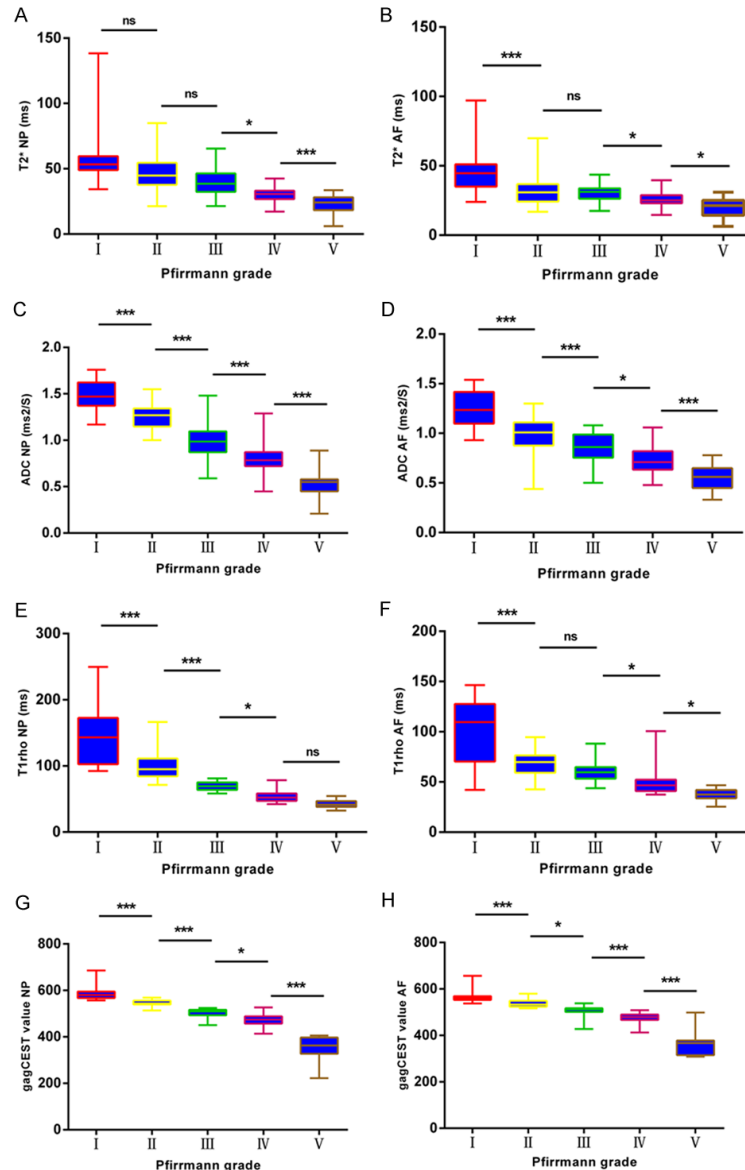 A
ns
ns
*
***
150
100
50
0
T2* NP (ms)
I II III IV V
Pfirrmann grade
B
***
ns
*
*
150
100
50
0
T2* AF (ms)
I II III IV V
Pfirrmann grade
C
***
***
***
***
2.0
1.5
1.0
0.5
0.0
ADC NP (ms2/S)
I II III IV V
Pfirrmann grade
D
***
***
*
***
2.0
1.5
1.0
0.5
0.0
ADC AF (ms2/S)
I II III IV V
Pfirrmann grade
E
***
***
*
ns
300
200
100
0
T1rho NP (ms)
I II III IV V
Pfirrmann grade
F
***
ns
*
*
200
150
100
50
0
T1rho AF (ms)
I II III IV V
Pfirrmann grade
G
***
***
*
***
800
600
400
200
0
gagCEST value NP
I II III IV V
Pfirrmann grade
H
***
*
***
***
800
600
400
200
0
gagCEST value AF
I II III IV V
Pfirrmann grade